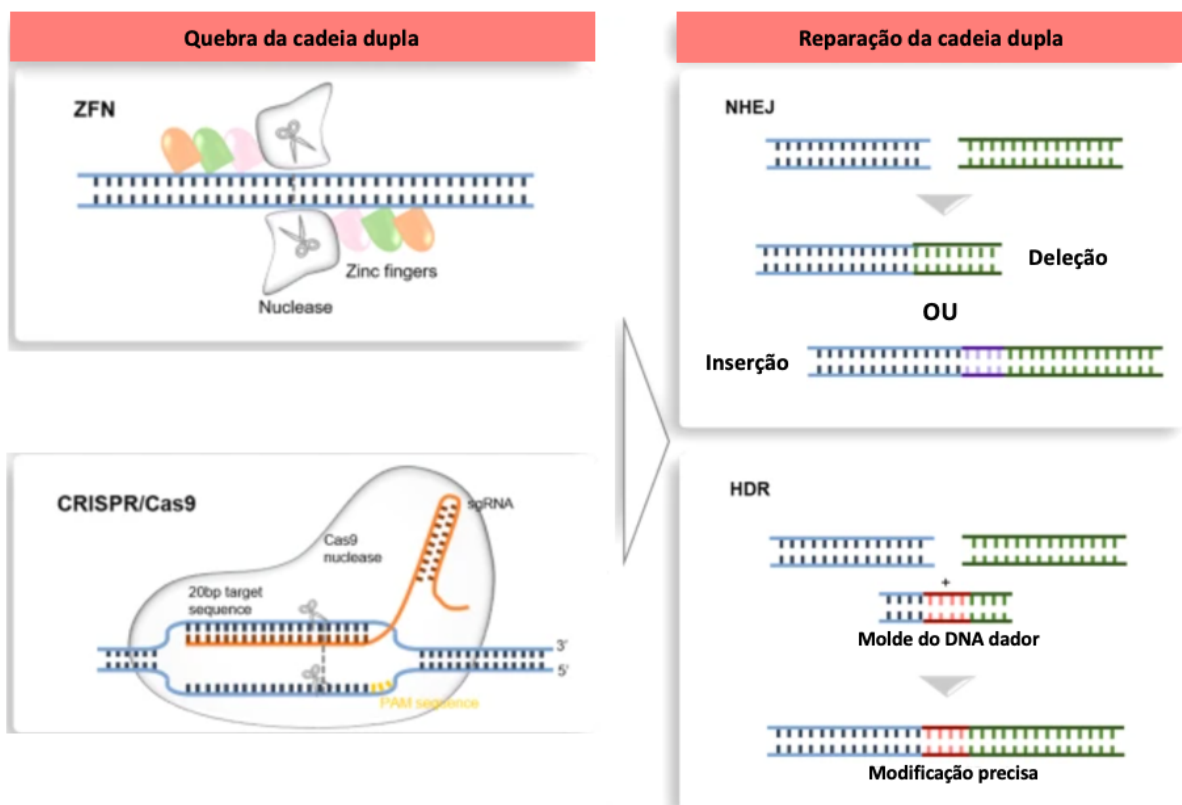 Quebra da cadeia dupla
ZFN
Zinc fingers
Nuclease
CRISPR/Cas9
sgRNA
Cas9
nuclease
20bp target
sequence
3'
5'
PAM sequence
Reparação da cadeia dupla
NHEJ
Deleção
OU
Inserção
HDR
+
Molde do DNA dador
Modificação precisa